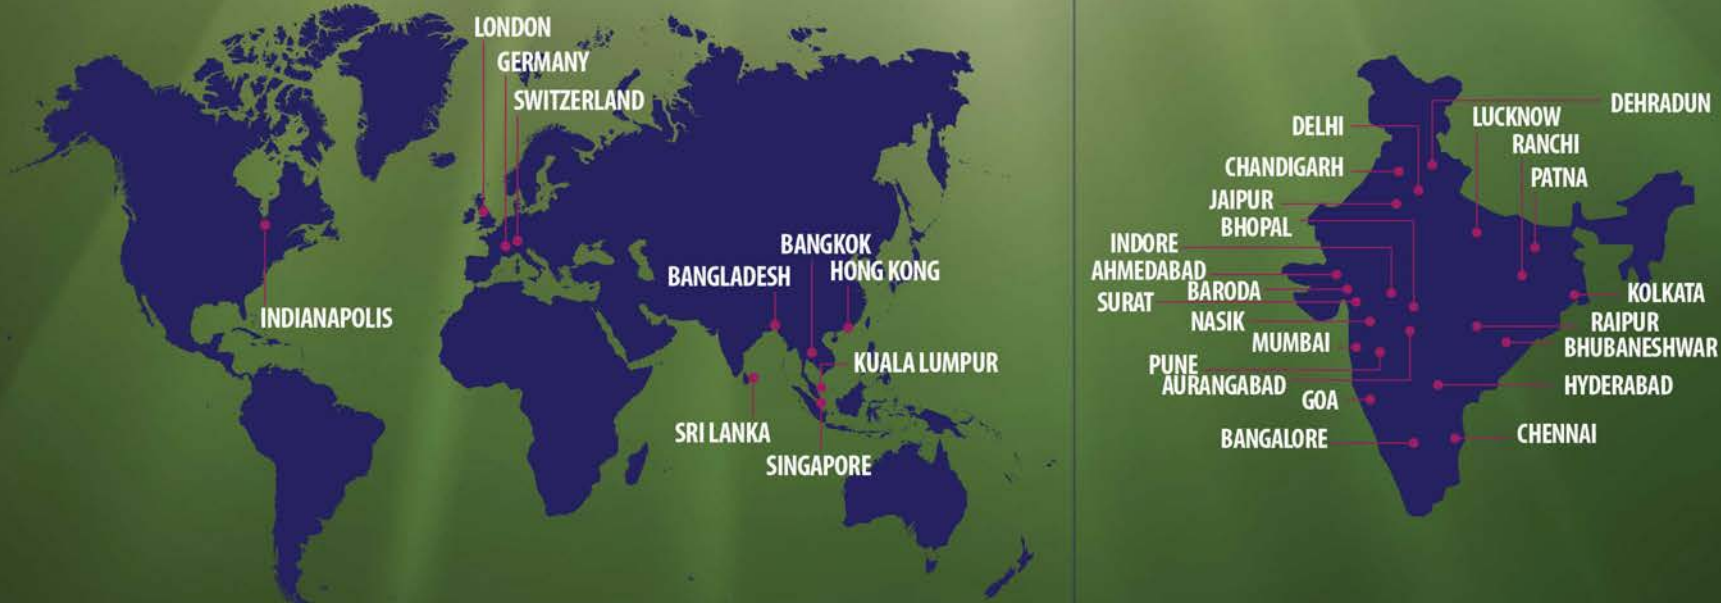 LONDON
GERMANY
SWITZERLAND
INDIANAPOLIS
BANGKOK
BANGLADESH
HONG KONG
KUALA LUMPUR
SRI LANKA
SINGAPORE
DEHRADUN
LUCKNOW
DELHI
RANCHI
CHANDIGARH
PATNA
JAIPUR
BHOPAL
INDORE
AHMEDABAD
BARODA
SURAT
KOLKATA
NASIK
RAIPUR
MUMBAI
BHUBANESHWAR
PUNE
AURANGABAD
HYDERABAD
GOA
BANGALORE
CHENNAI